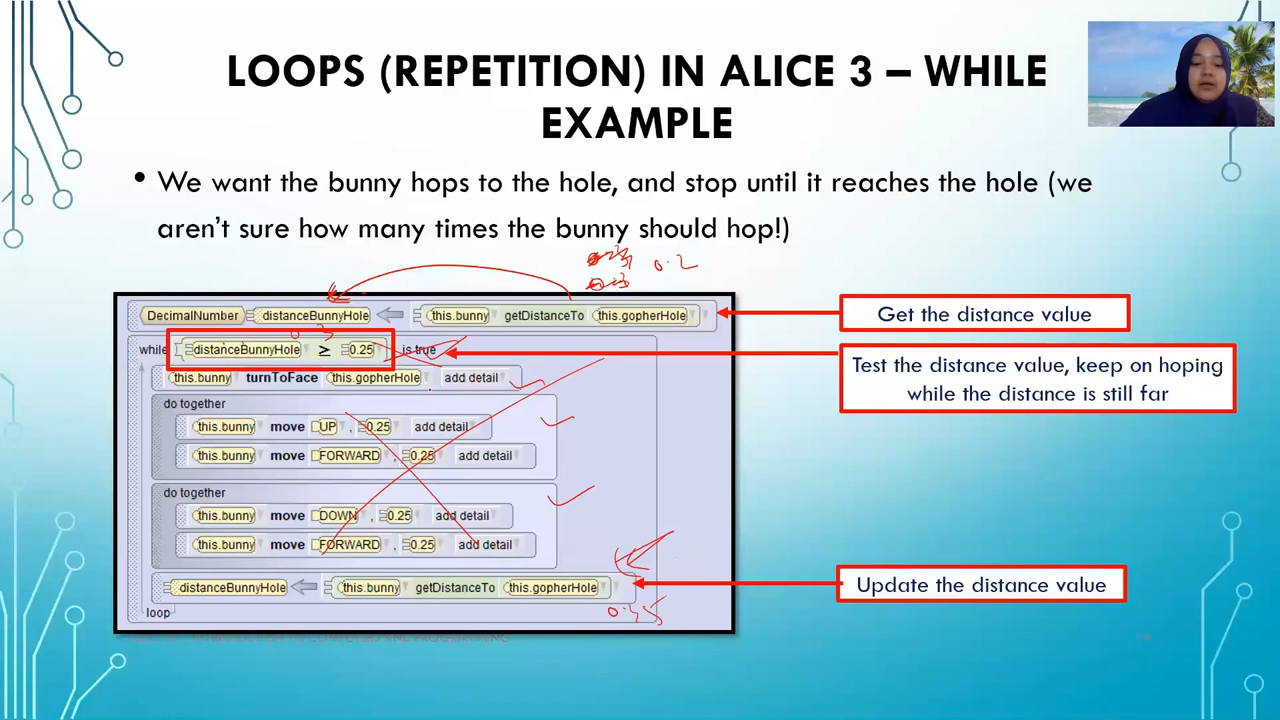 LOOPS (REPETITION) IN ALICE 3 – WHILE
EXAMPLE
• We want the bunny hops to the hole, and stop until it reaches the hole (we
aren't sure how many times the bunny should hop!)
0.2
DecimalNumber distanceBunnyHole this.bunny getDistanceTo this.gopherHole
Get the distance value
while distanceBunnyHole ≥ 0.25 is true
Test the distance value, keep on hoping
while the distance is still far
this.bunny turnToFace this.gopherHole add detail
do together
this.bunny move UP , 0.25 add detail
this.bunny move FORWARD , 0.25 add detail
do together
this.bunny move DOWN , 0.25 add detail
this.bunny move FORWARD , 0.25 add detail
distanceBunnyHole this.bunny getDistanceTo this.gopherHole
Update the distance value
loop